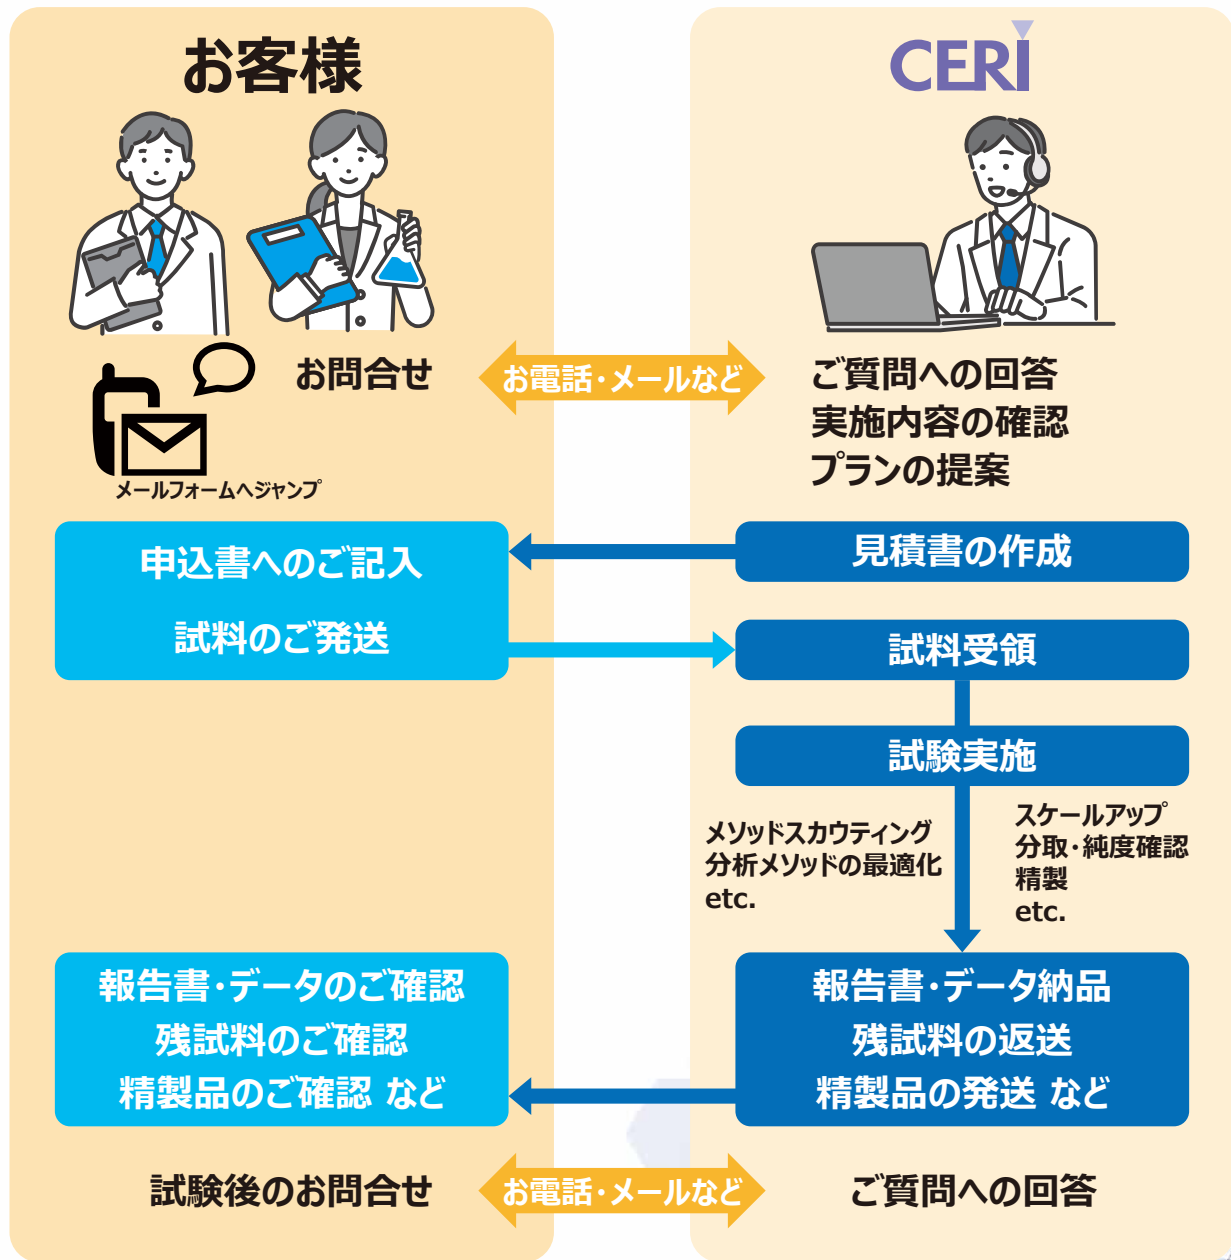 お客様
CERI
お問合せ
お電話・メールなど
ご質問への回答
実施内容の確認
プランの提案
メールフォームへジャンプ
申込書へのご記入
見積書の作成
試料のご発送
試料受領
試験実施
メソッドスカウティング
分析メソッドの最適化
etc.
スケールアップ
分取・純度確認
精製
etc.
報告書・データのご確認
残試料のご確認
精製品のご確認 など
報告書・データ納品
残試料の返送
精製品の発送 など
試験後のお問合せ
お電話・メールなど
ご質問への回答